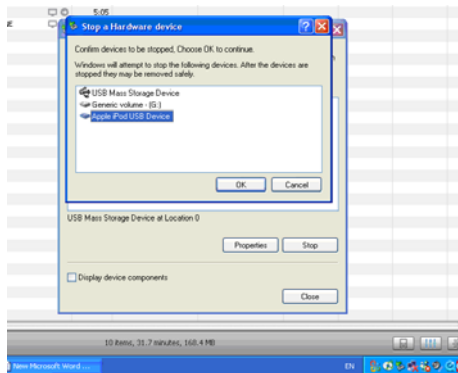 5:05
Stop a Hardware device
Confirm devices to be stopped, Choose OK to continue.
Windows will attempt to stop the following devices. After the devices are
stopped they may be removed safely.
USB Mass Storage Device
Generic volume - (G:)
Apple iPod USB Device
OK
Cancel
USB Mass Storage Device at Location 0
Properties
Stop
Display device components
Close
10 items, 31.7 minutes, 168.4 MB
New Microsoft Word ...
EN